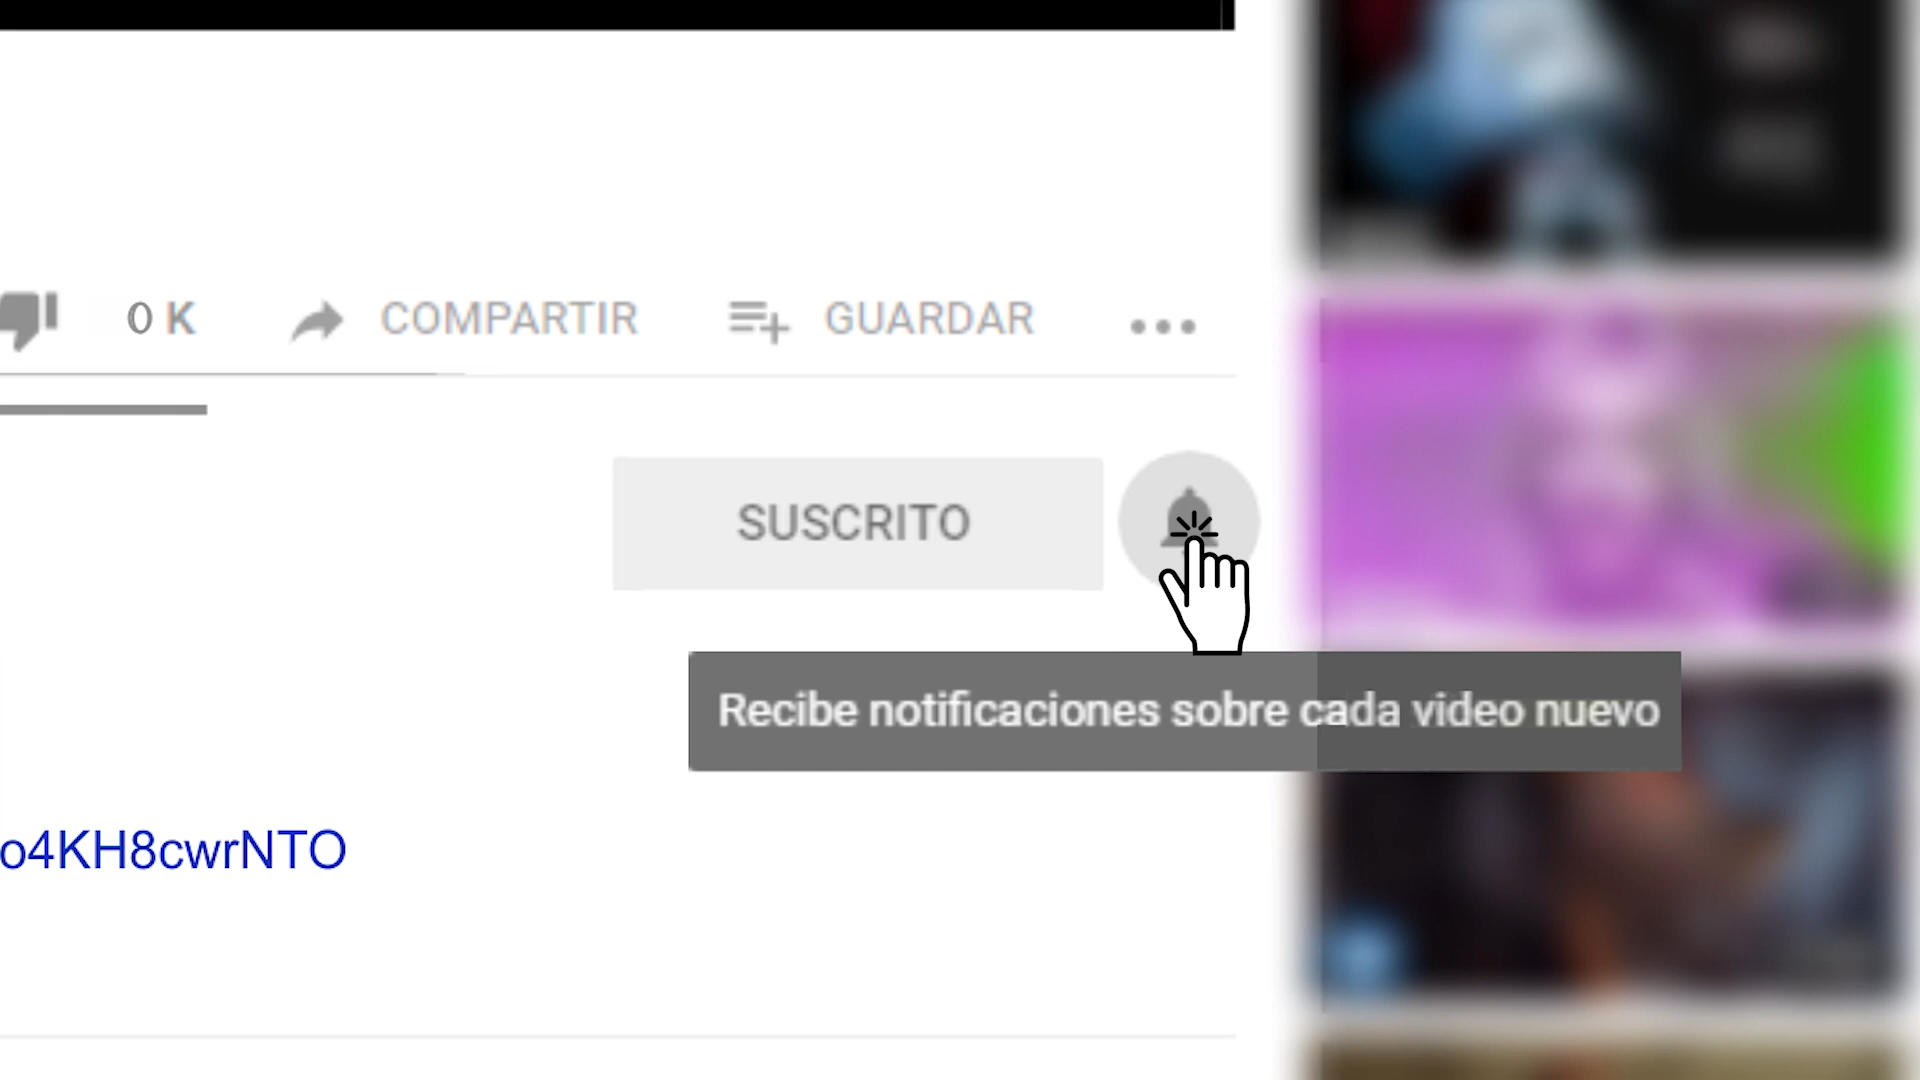 0 K COMPARTIR GUARDAR
SUSCRITO
Recibe notificaciones sobre cada video nuevo
o4KH8cwrNTO